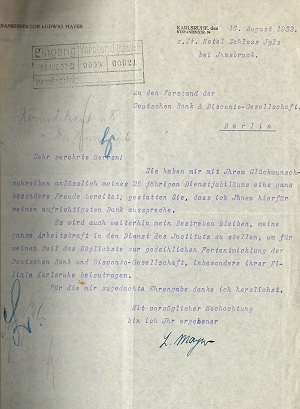 BANKDIREKTOR LUDWIG MAYER
KARLSRUHE, den 16. August 1933.
z.Zt. Hotel Schloss Igls
bei Innsbruck.
Eingang
An den Vorstand der
Deutschen Bank & Disconto-Gesellschaft,
Berlin
Sehr verehrte Herren!
Sie haben mir mit Ihrem Glückwunsch-
schreiben anlässlich meines 25 jährigen Dienstjubiläums eine ganz
besondere Freude bereitet; gestatten Sie, dass ich Ihnen hierfür
meinen aufrichtigsten Dank ausspreche.
Es wird auch weiterhin mein Bestreben bleiben, meine
ganze Arbeitskraft in den Dienst des Instituts zu stellen, um für
meinen Teil das Möglichste zur gedeihlichen Fortentwicklung der
Deutschen Bank und Disconto-Gesellschaft, insbesondere ihrer Fi-
liale Karlsruhe beizutragen.
Für die mir zugedachte Ehrengabe danke ich herzlichst.
Mit vorzüglicher Hochachtung
bin ich Ihr ergebener
L. Mayer